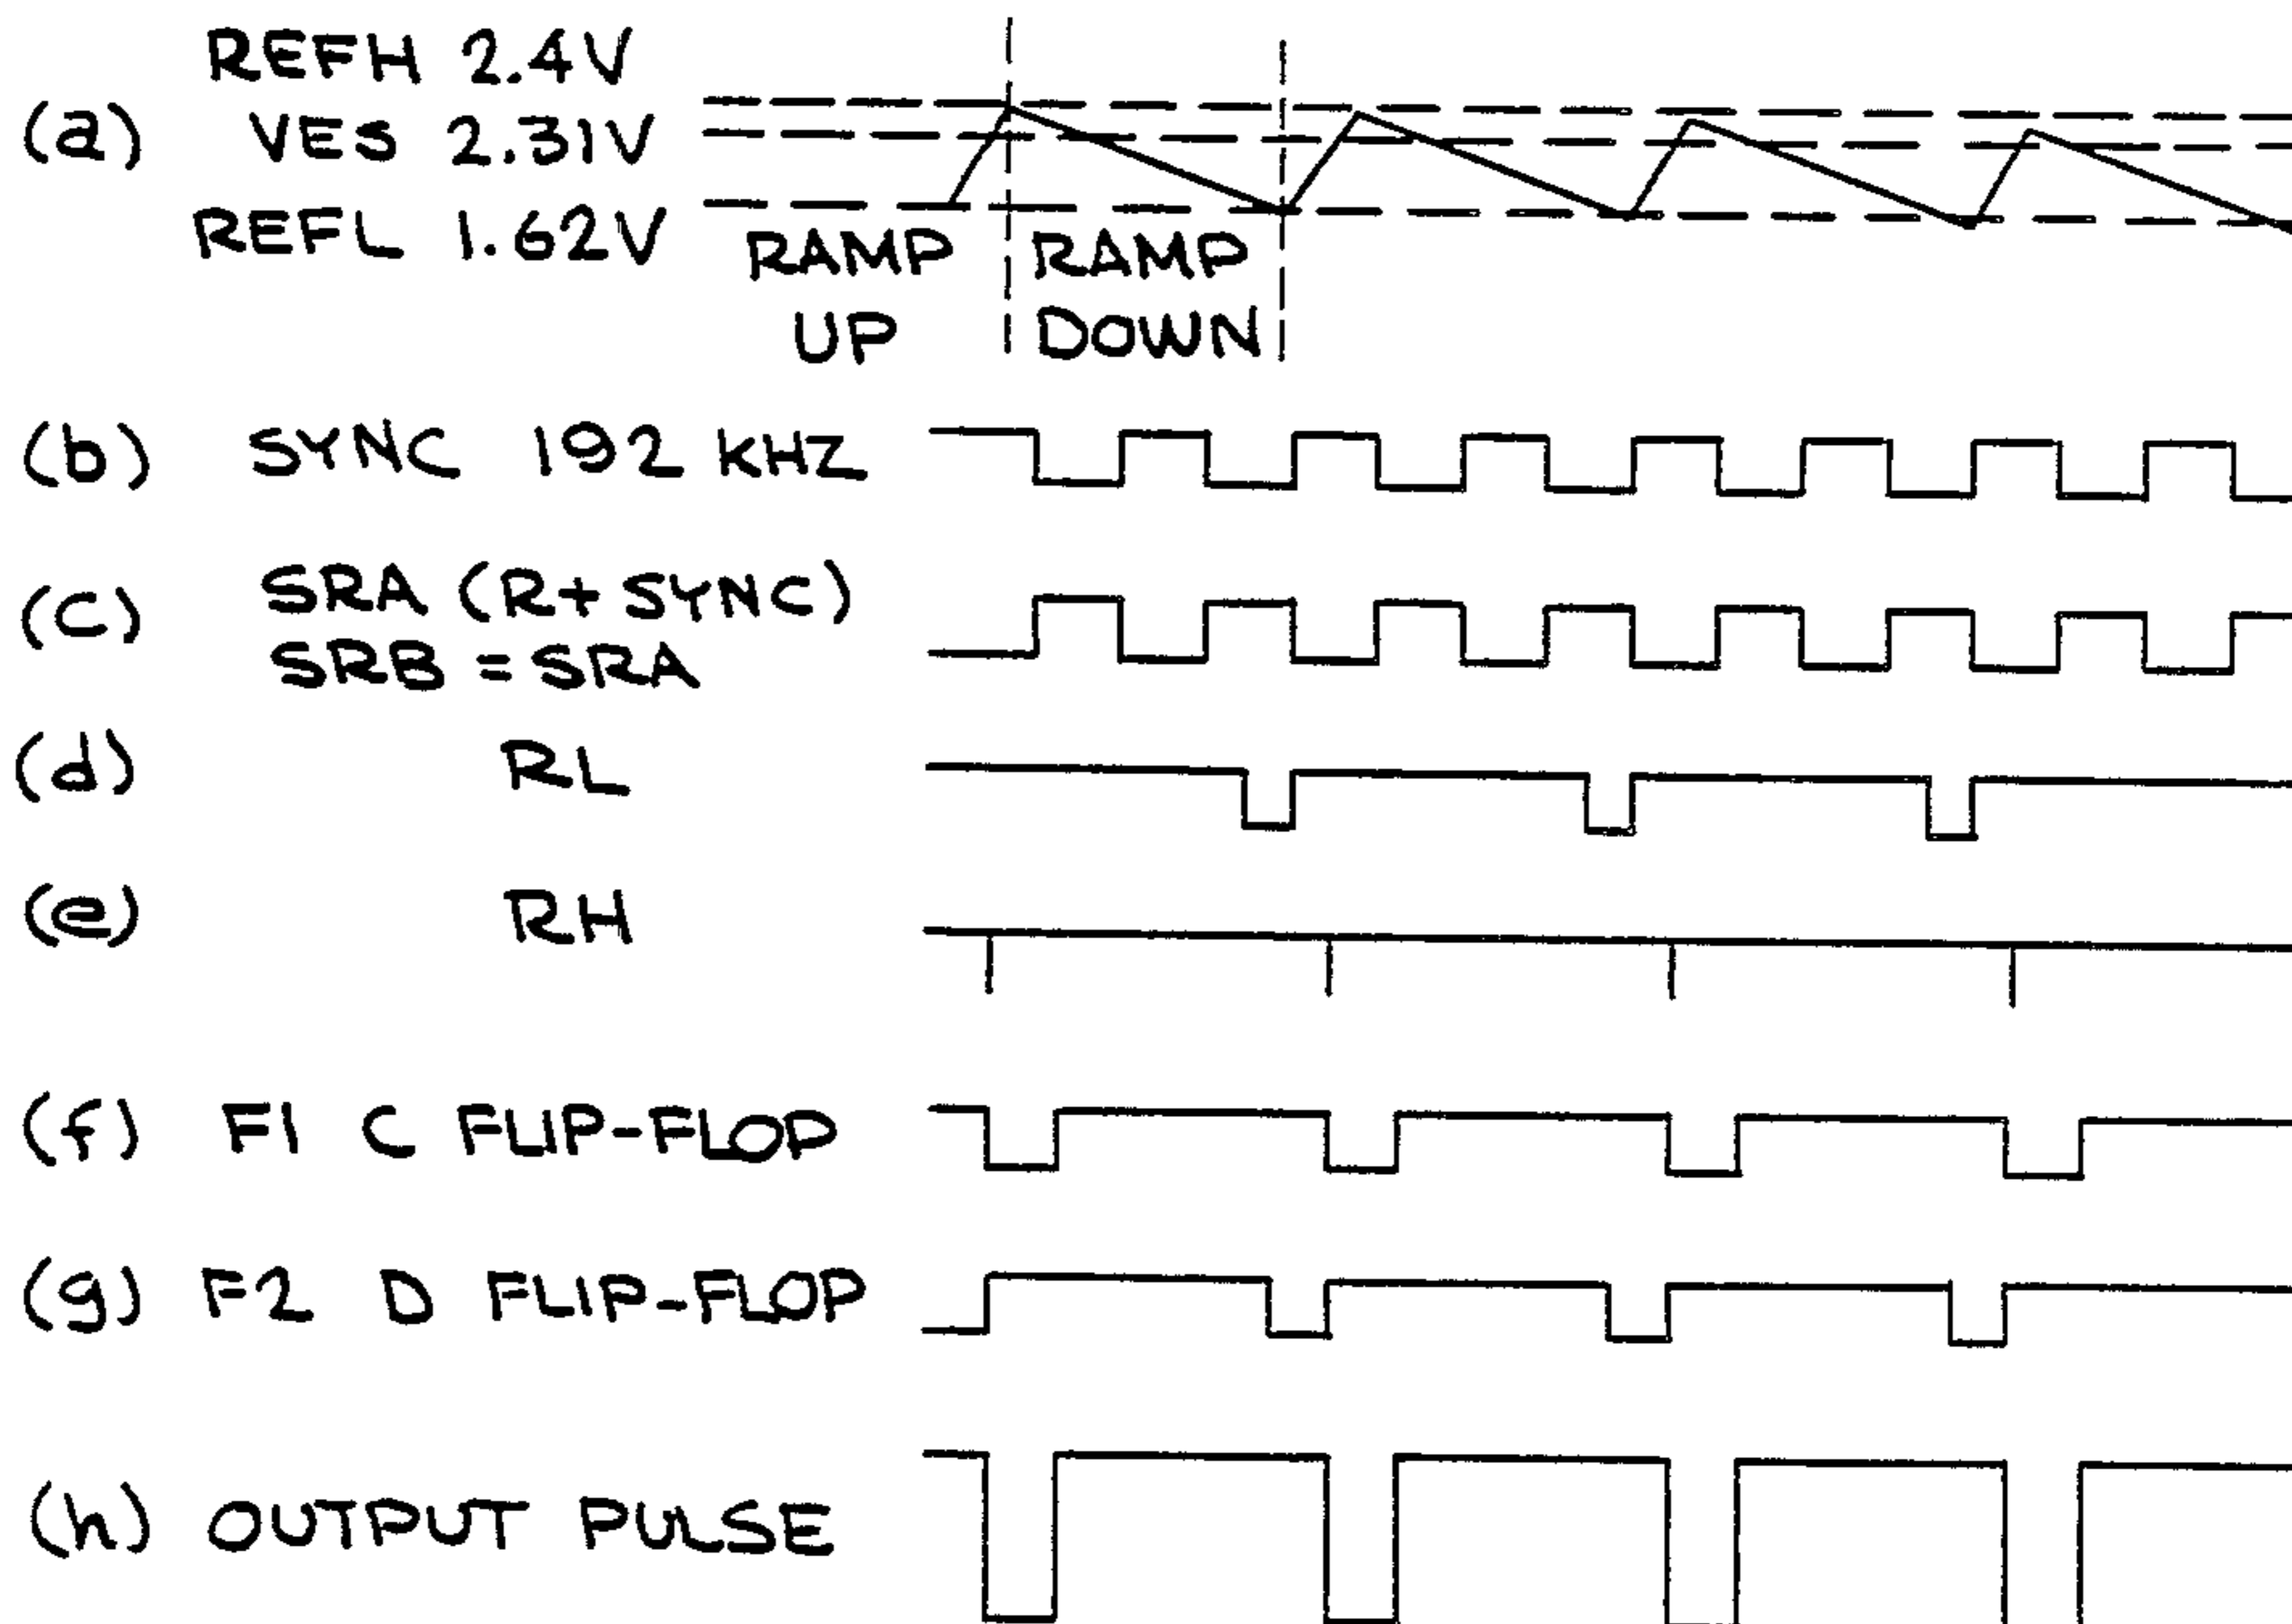 REFH 2.4V
(a) VES 2.31V
REFL 1.62V
RAMP UP
RAMP DOWN
(b) SYNC 192 KHZ
(c) SRA (R+SYNC)
SRB = SRA
(d) RL
(e) RH
(f) F1 C FLIP-FLOP
(g) F2 D FLIP-FLOP
(h) OUTPUT PULSE